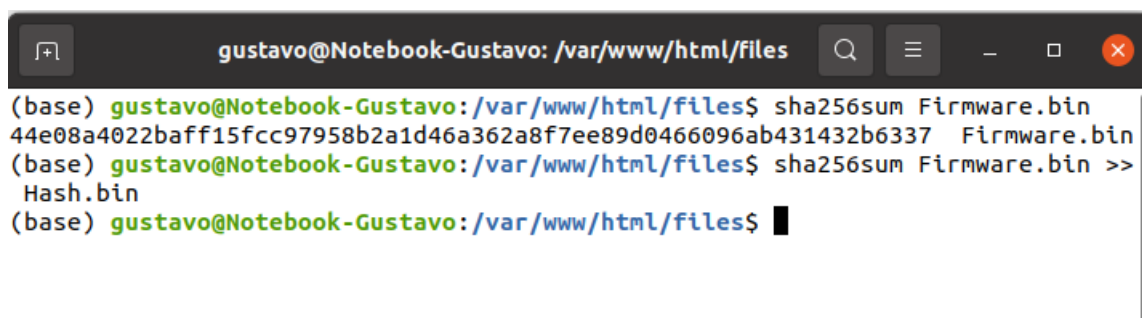 gustavo@Notebook-Gustavo: /var/www/html/files
(base) gustavo@Notebook-Gustavo:/var/www/html/files$ sha256sum Firmware.bin
44e08a4022baff15fcc97958b2a1d46a362a8f7ee89d0466096ab431432b6337  Firmware.bin
(base) gustavo@Notebook-Gustavo:/var/www/html/files$ sha256sum Firmware.bin >>
 Hash.bin
(base) gustavo@Notebook-Gustavo:/var/www/html/files$